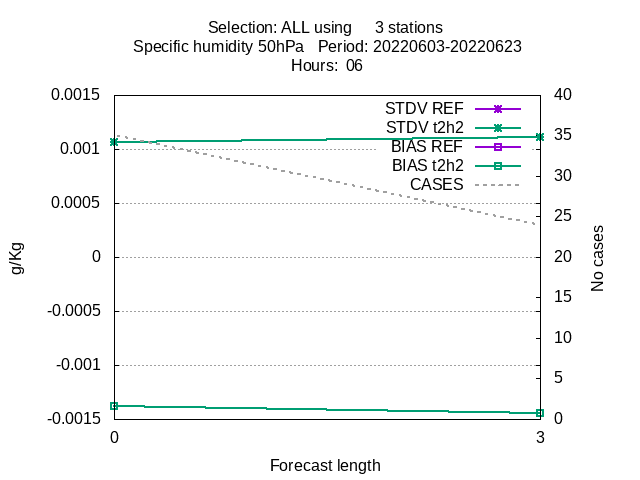 Selection: ALL using 3 stations
Specific humidity 50hPa Period: 20220603-20220623
Hours: 06
0.0015
0.001
0.0005
0
-0.0005
-0.001
-0.0015
g/Kg
STDV REF
STDV t2h2
BIAS REF
BIAS t2h2
CASES
40
35
30
25
20
15
10
5
0
No cases
0
3
Forecast length